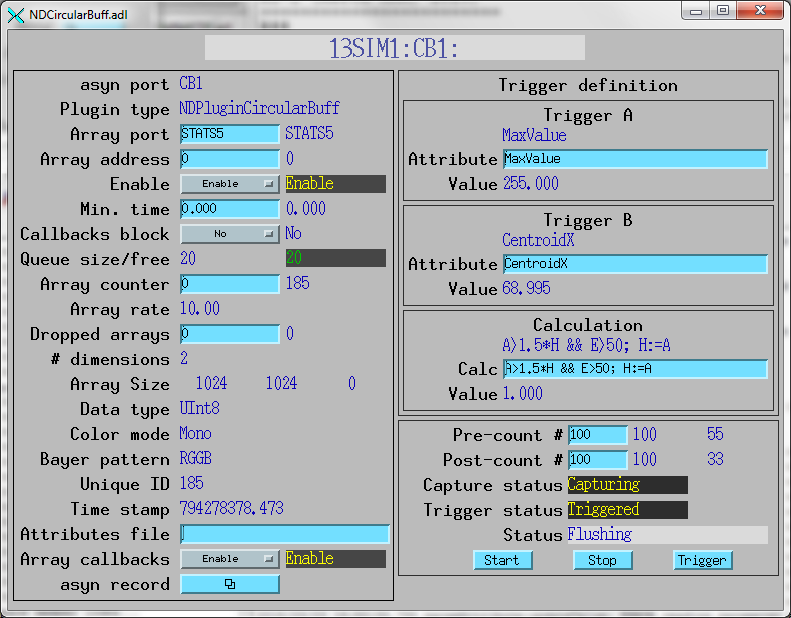 NDCircularBuff.adl
13SIM1:CB1:
asyn port CB1
Plugin type NDPluginCircularBuff
Array port STATS5 STATS5
Array address 0 0
Enable Enable Enable
Min. time 0.000 0.000
Callbacks block No No
Queue size/free 20 20
Array counter 0 185
Array rate 10.00
Dropped arrays 0 0
# dimensions 2
Array Size 1024 1024 0
Data type UInt8
Color mode Mono
Bayer pattern RGGB
Unique ID 185
Time stamp 794278378.473
Attributes file
Array callbacks Enable Enable
asyn record
Trigger definition
Trigger A
MaxValue
Attribute MaxValue
Value 255.000
Trigger B
CentroidX
Attribute CentroidX
Value 68.995
Calculation
A>1.5*H && E>50; H:=A
Calc A>1.5*H && E>50; H:=A
Value 1.000
Pre-count # 100 100 55
Post-count # 100 100 33
Capture status Capturing
Trigger status Triggered
Status Flushing
Start Stop Trigger